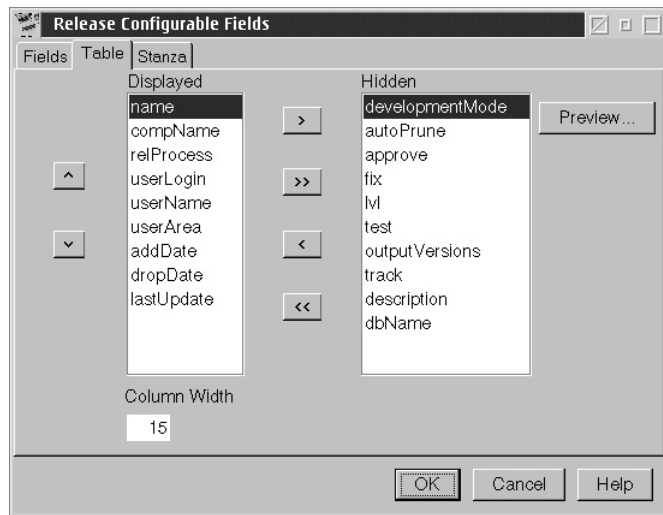 Release Configurable Fields
Fields Table Stanza
Displayed
name
compName
relProcess
userLogin
userName
userArea
addDate
dropDate
lastUpdate
^
v
>
>>
<
<<
Hidden
developmentMode
autoPrune
approve
fix
lvl
test
outputVersions
track
description
dbName
Preview...
Column Width
15
OK Cancel Help